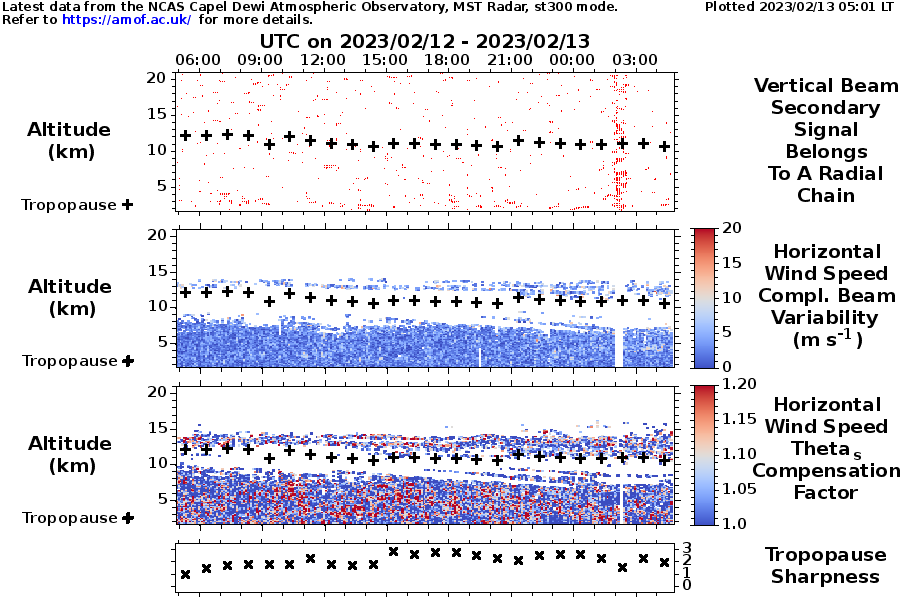 Latest data from the NCAS Capel Dewi Atmospheric Observatory, MST Radar, st300 mode.
Plotted 2023/02/13 05:01 LT
Refer to https://amof.ac.uk/ for more details.
UTC on 2023/02/12 - 2023/02/13
06:00 09:00 12:00 15:00 18:00 21:00 00:00 03:00
20
15
10
5
Altitude
(km)
Tropopause +
Vertical Beam
Secondary
Signal
Belongs
To A Radial
Chain
20
15
10
5
Altitude
(km)
Tropopause +
20
15
10
5
0
Horizontal
Wind Speed
Compl. Beam
Variability
(m s-1)
20
15
10
5
Altitude
(km)
Tropopause +
1.20
1.15
1.10
1.05
1.0
Horizontal
Wind Speed
Theta s
Compensation
Factor
3
2
1
0
Tropopause
Sharpness